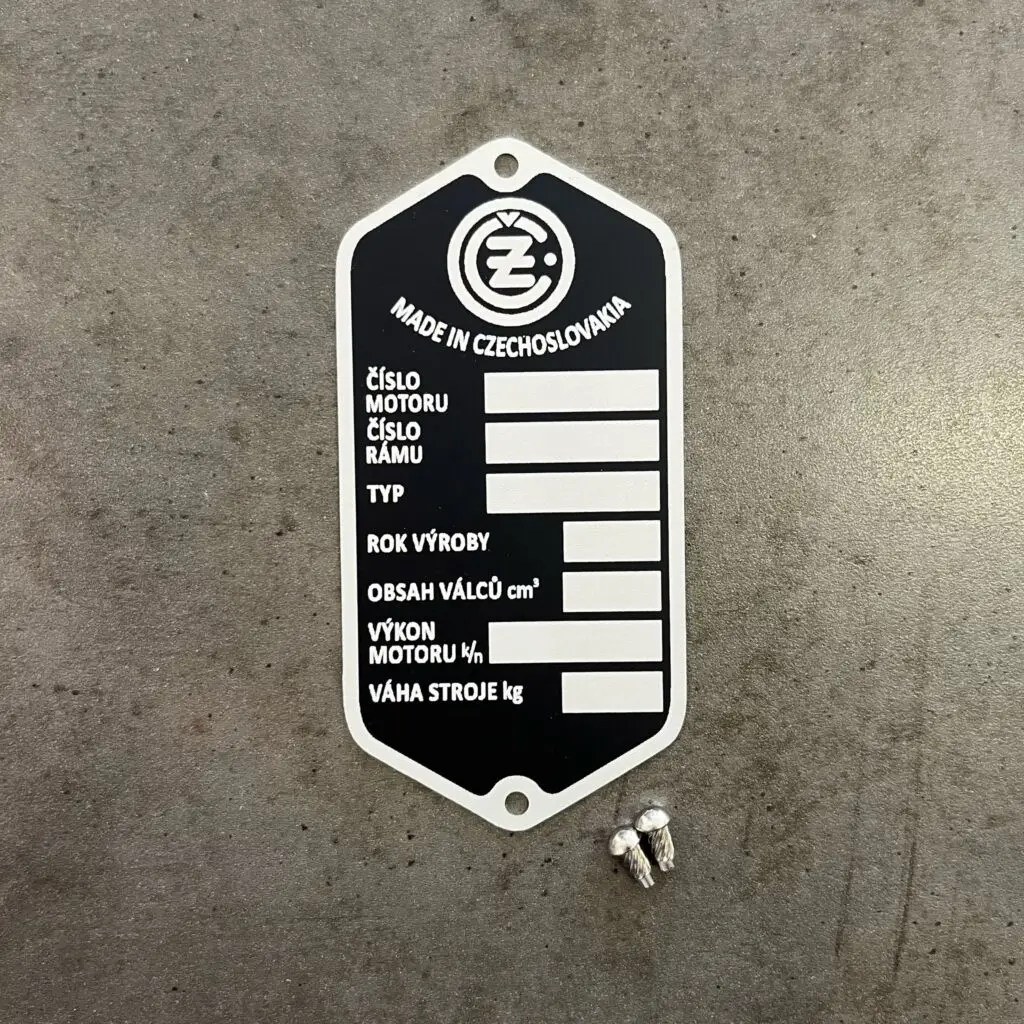 ČZ
MADE IN CZECHOSLOVAKIA
ČÍSLO
MOTORU
ČÍSLO
RÁMU
TYP
ROK VÝROBY
OBSAH VÁLCŮ cm³
VÝKON
MOTORU k/n
VÁHA STROJE kg